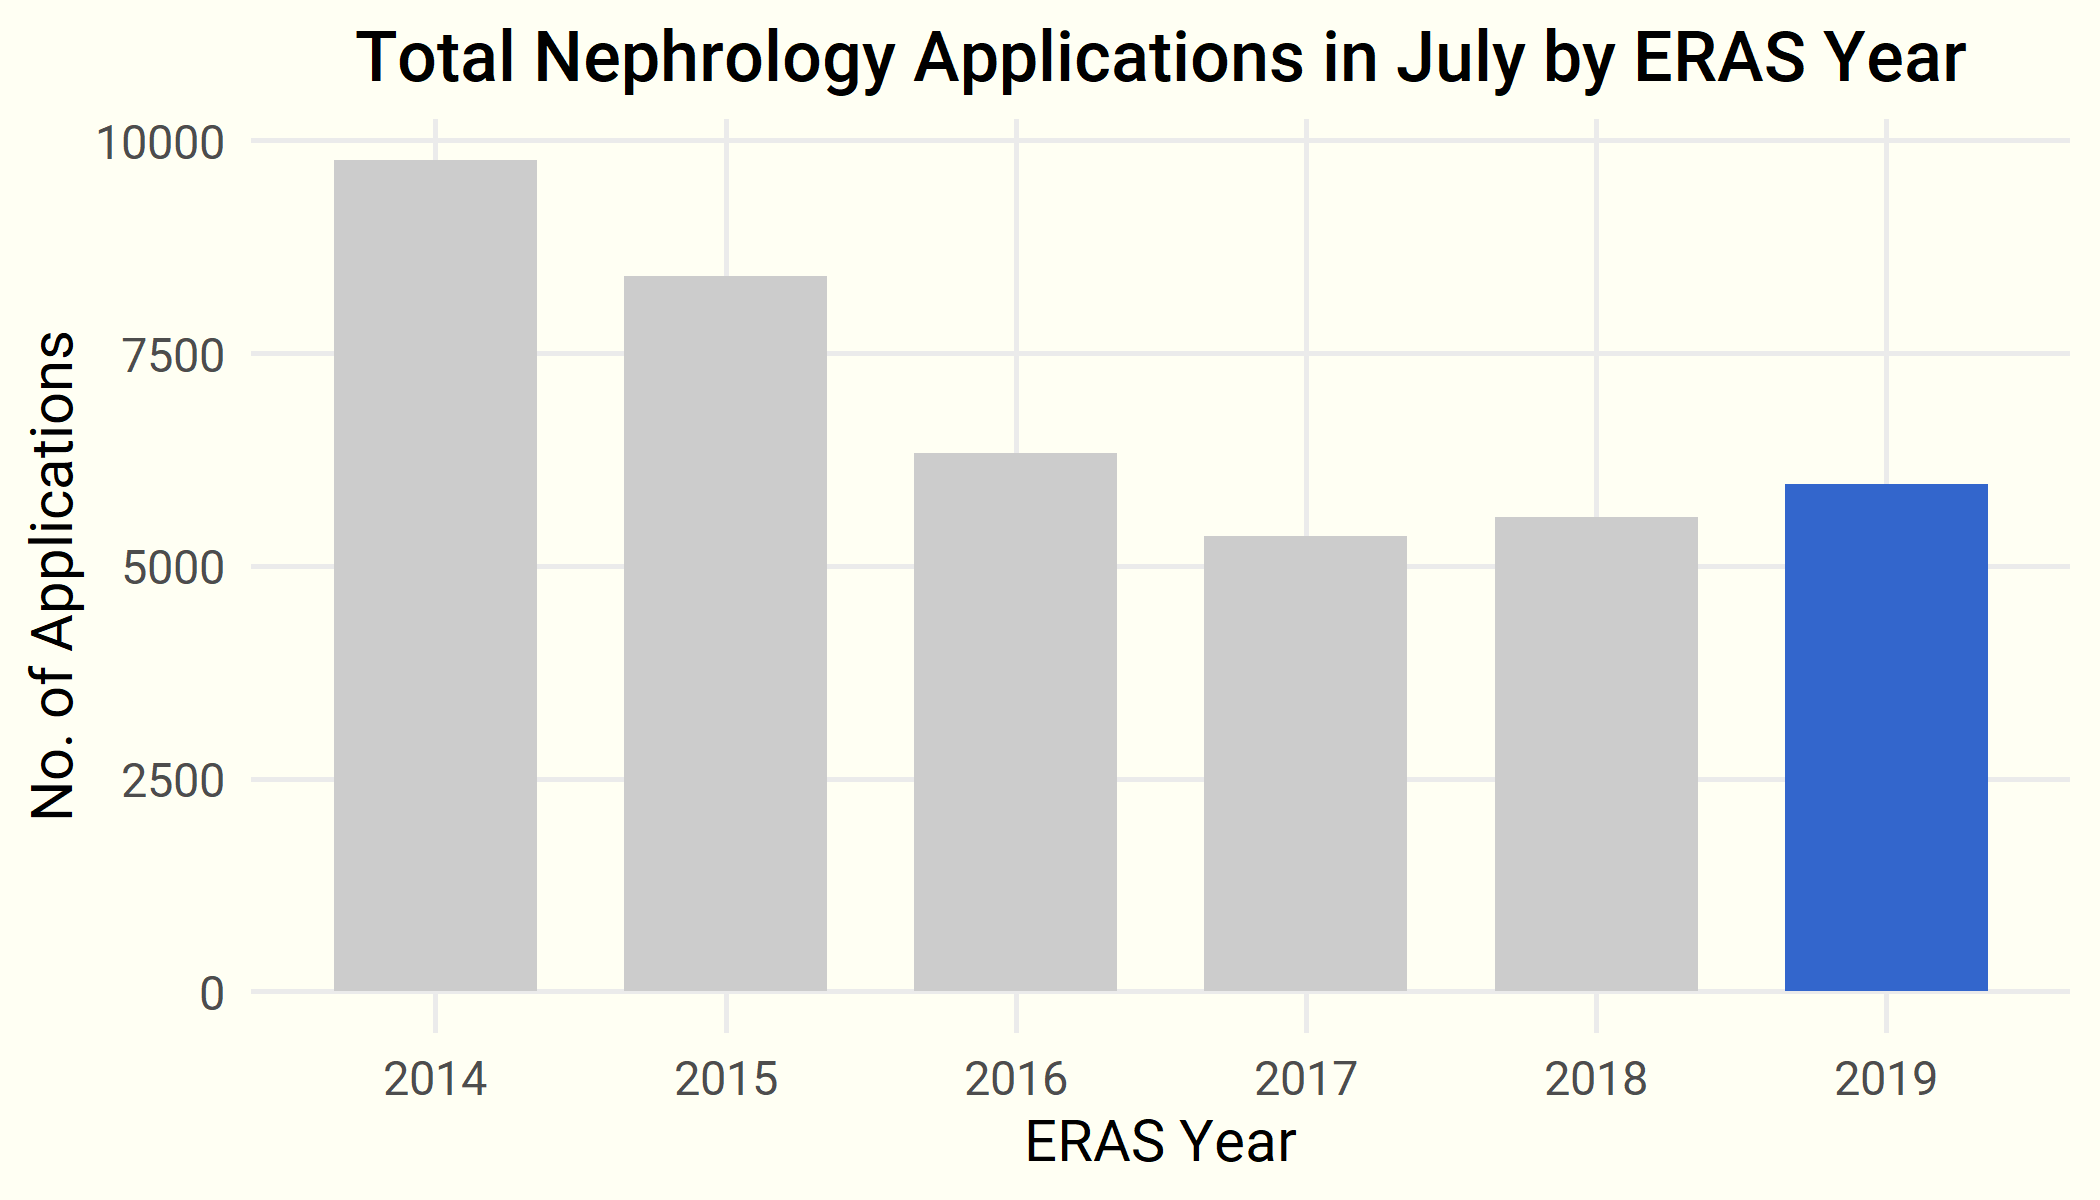 Total Nephrology Applications in July by ERAS Year
No. of Applications
10000
7500
5000
2500
0
2014 2015 2016 2017 2018 2019
ERAS Year